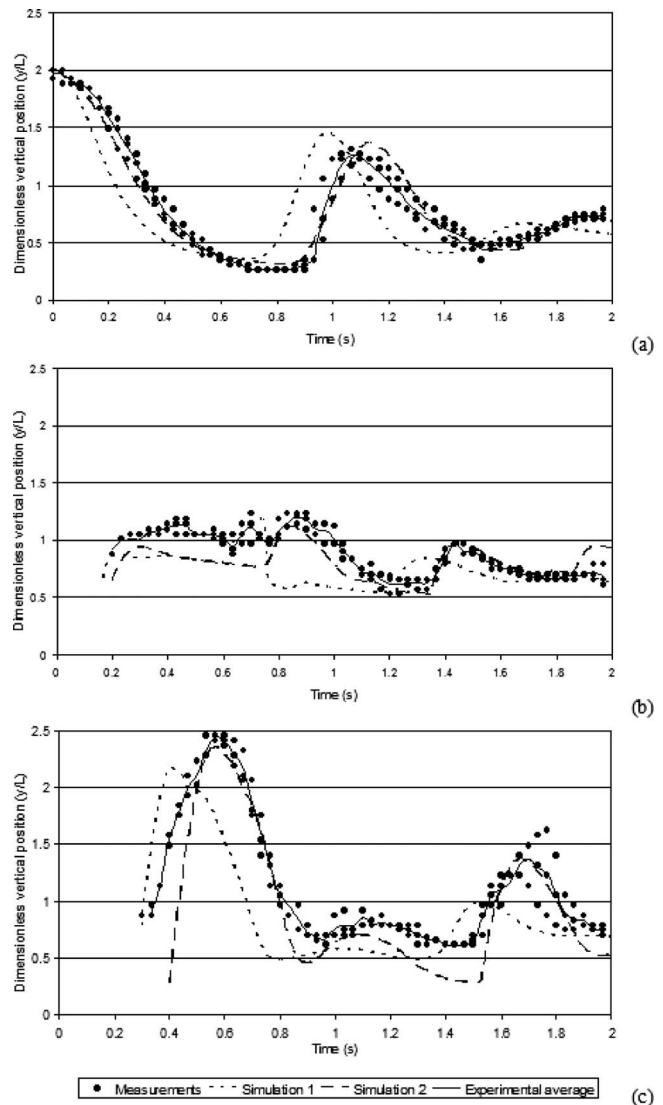 2.5
2
1.5
1
0.5
0
Dimensionless vertical position (y/L)
0 0.2 0.4 0.6 0.8 1 1.2 1.4 1.6 1.8 2
Time (s)
(a)
2.5
2
1.5
1
0.5
0
Dimensionless vertical position (y/L)
0 0.2 0.4 0.6 0.8 1 1.2 1.4 1.6 1.8 2
Time (s)
(b)
2.5
2
1.5
1
0.5
0
Dimensionless vertical position (y/L)
0 0.2 0.4 0.6 0.8 1 1.2 1.4 1.6 1.8 2
Time (s)
Measurements Simulation 1 Simulation 2 Experimental average
(c)